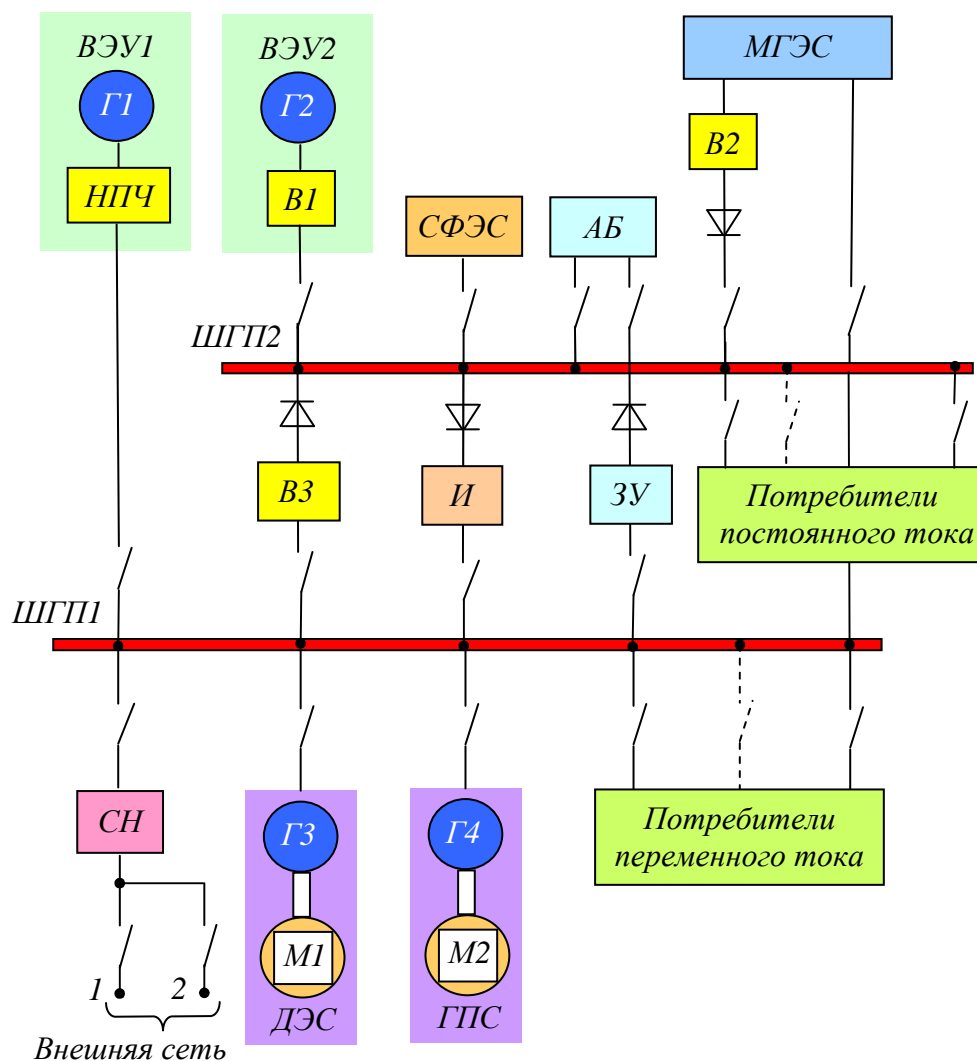 ВЭУ1
ВЭУ2
МГЭС
Г1
Г2
В2
НПЧ
В1
СФЭС
АБ
ШГП2
В3
И
ЗУ
Потребители
постоянного тока
ШГП1
СН
Г3
Г4
Потребители
переменного тока
М1
М2
1
2
ДЭС
ГПС
Внешняя сеть